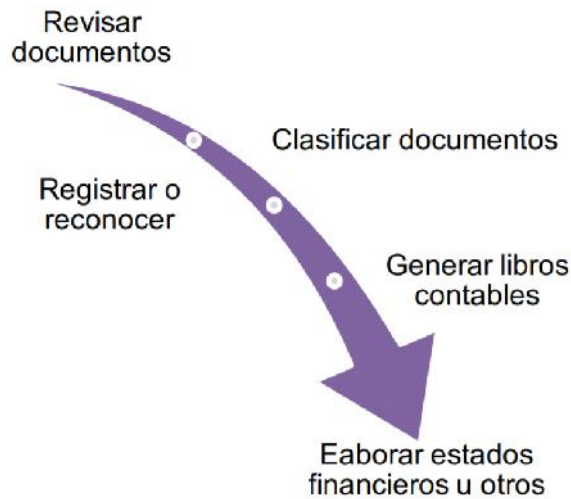 Revisar
documentos
Clasificar documentos
Registrar o
reconocer
Generar libros
contables
Eaborar estados
financieros u otros